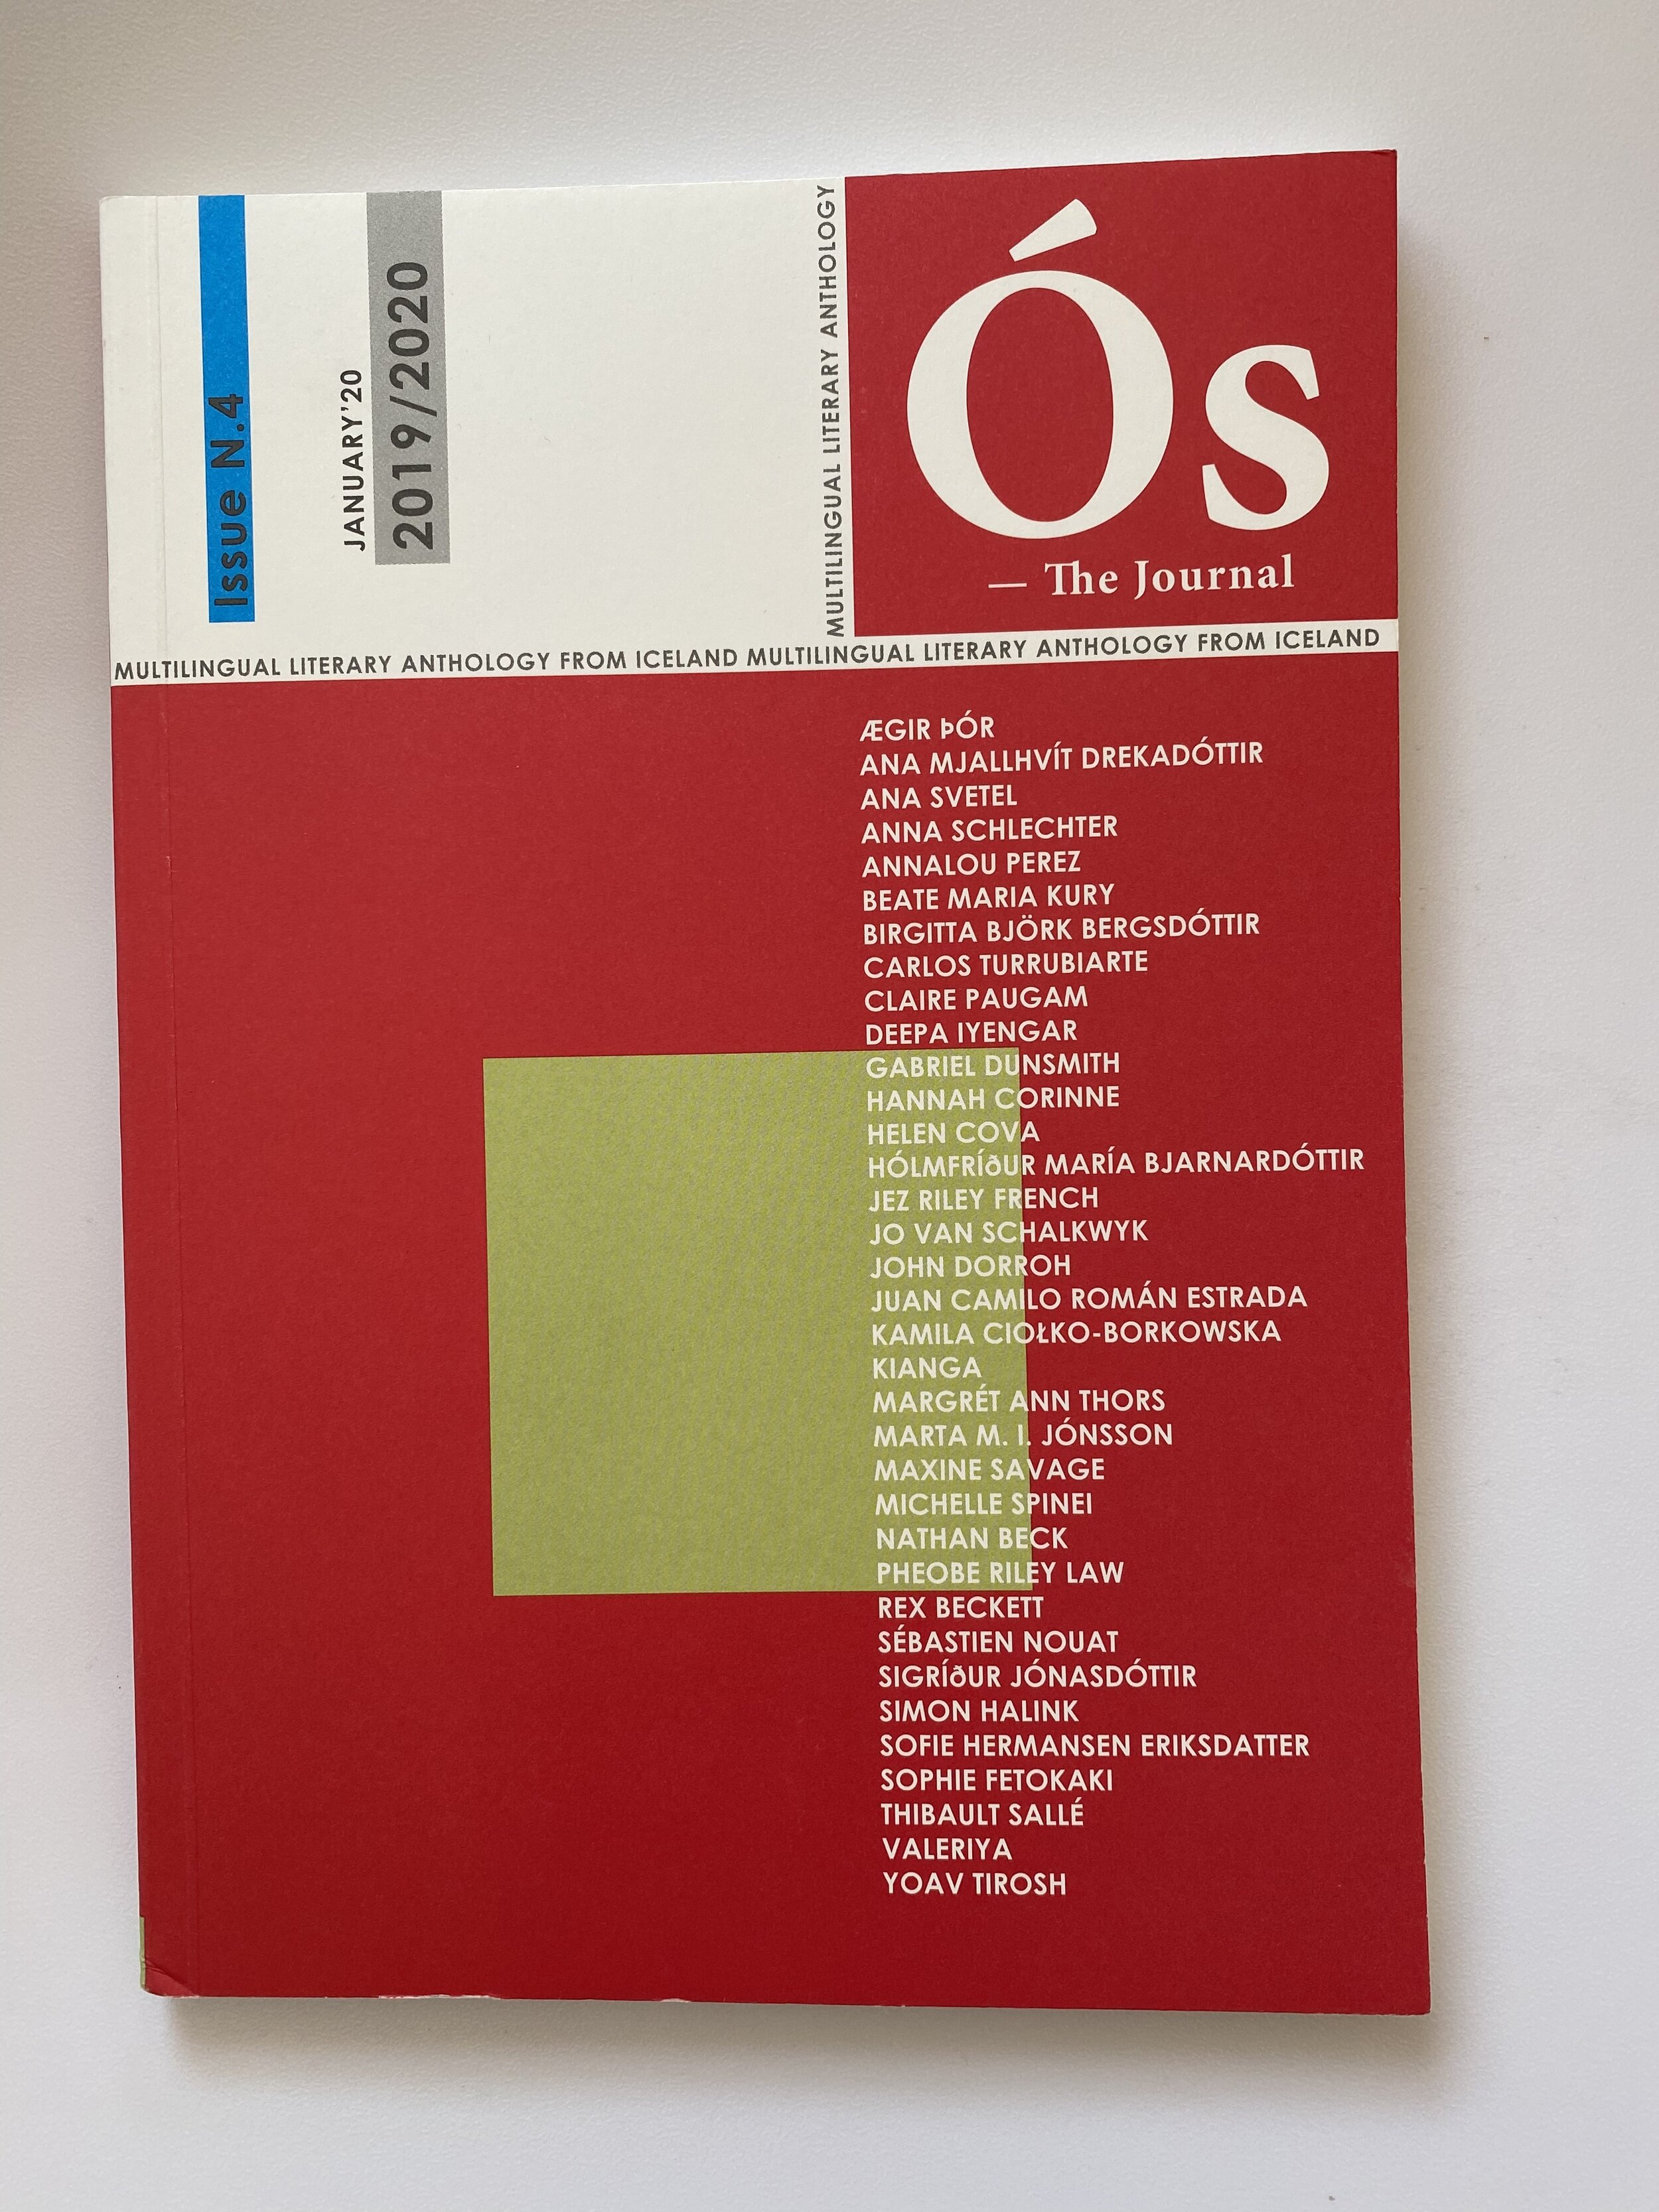 Issue N.4
JANUARY'20
2019/2020
MULTILINGUAL LITERARY ANTHOLOGY
Ós
— The Journal
MULTILINGUAL LITERARY ANTHOLOGY FROM ICELAND MULTILINGUAL LITERARY ANTHOLOGY FROM ICELAND
ÆGIR ÞÓR
ANA MJALLHVÍT DREKADÓTTIR
ANA SVETEL
ANNA SCHLECHTER
ANNALOU PEREZ
BEATE MARIA KURY
BIRGITTA BJÖRK BERGSDÓTTIR
CARLOS TURRUBIARTE
CLAIRE PAUGAM
DEEPA IYENGAR
GABRIEL DUNSMITH
HANNAH CORINNE
HELEN COVA
HÓLMFRÍðUR MARÍA BJARNARDÓTTIR
JEZ RILEY FRENCH
JO VAN SCHALKWYK
JOHN DORROH
JUAN CAMILO ROMÁN ESTRADA
KAMILA CIOŁKO-BORKOWSKA
KIANGA
MARGRÉT ANN THORS
MARTA M. I. JÓNSSON
MAXINE SAVAGE
MICHELLE SPINEI
NATHAN BECK
PHEOBE RILEY LAW
REX BECKETT
SÉBASTIEN NOUAT
SIGRÍðUR JÓNASDÓTTIR
SIMON HALINK
SOFIE HERMANSEN ERIKSDATTER
SOPHIE FETOKAKI
THIBAULT SALLÉ
VALERIYA
YOAV TIROSH